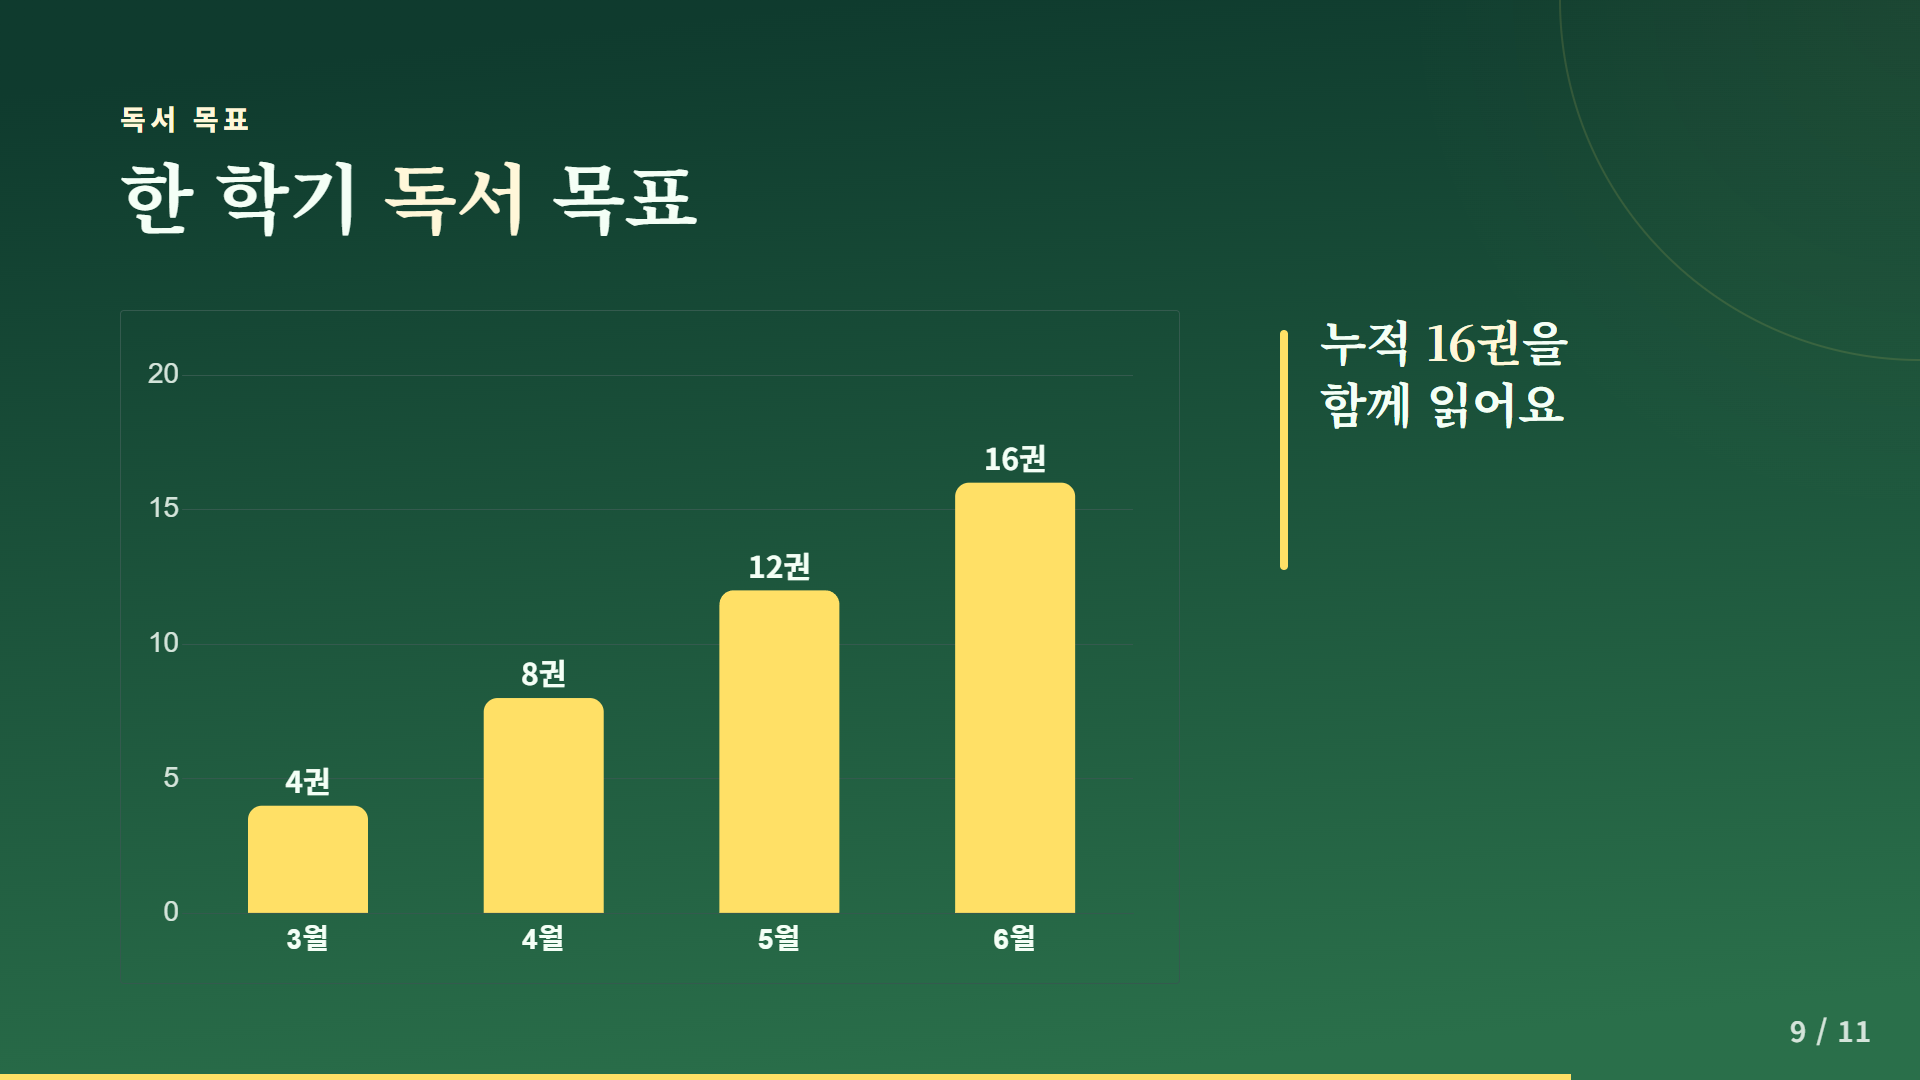 독서 목표
한 학기 독서 목표
20
15
10
5
0
4권
8권
12권
16권
3월
4월
5월
6월
누적 16권을
함께 읽어요
9 / 11